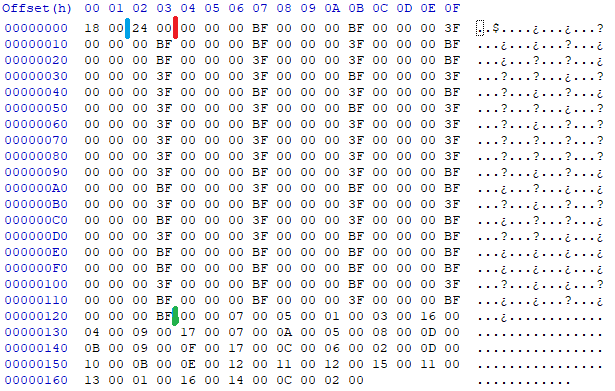 Offset(h) 00 01 02 03 04 05 06 07 08 09 0A 0B 0C 0D 0E 0F
00000000 18 00 24 00 00 00 00 BF 00 00 00 BF 00 00 00 3F ..$....¿...¿...?
00000010 00 00 00 BF 00 00 00 BF 00 00 00 3F 00 00 00 BF ...¿...¿...?...¿
00000020 00 00 00 BF 00 00 00 3F 00 00 00 BF 00 00 00 BF ...¿...?...¿...¿
00000030 00 00 00 3F 00 00 00 3F 00 00 00 BF 00 00 00 3F ...?...?...¿...?
00000040 00 00 00 BF 00 00 00 BF 00 00 00 3F 00 00 00 BF ...¿...¿...?...¿
00000050 00 00 00 3F 00 00 00 3F 00 00 00 BF 00 00 00 3F ...?...?...¿...?
00000060 00 00 00 BF 00 00 00 BF 00 00 00 3F 00 00 00 3F ...¿...¿...?...?
00000070 00 00 00 3F 00 00 00 3F 00 00 00 3F 00 00 00 3F ...?...?...?...?
00000080 00 00 00 3F 00 00 00 3F 00 00 00 3F 00 00 00 3F ...?...?...?...?
00000090 00 00 00 BF 00 00 00 BF 00 00 00 3F 00 00 00 BF ...¿...¿...?...¿
000000A0 00 00 00 BF 00 00 00 3F 00 00 00 BF 00 00 00 BF ...¿...?...¿...¿
000000B0 00 00 00 3F 00 00 00 3F 00 00 00 3F 00 00 00 BF ...?...?...?...¿
000000C0 00 00 00 BF 00 00 00 3F 00 00 00 BF 00 00 00 BF ...¿...?...¿...¿
000000D0 00 00 00 3F 00 00 00 3F 00 00 00 3F 00 00 00 BF ...?...?...?...¿
000000E0 00 00 00 BF 00 00 00 BF 00 00 00 BF 00 00 00 BF ...¿...¿...¿...¿
000000F0 00 00 00 BF 00 00 00 BF 00 00 00 BF 00 00 00 BF ...¿...¿...¿...¿
00000100 00 00 00 3F 00 00 00 BF 00 00 00 3F 00 00 00 3F ...?...¿...?...?
00000110 00 00 00 BF 00 00 00 BF 00 00 00 3F 00 00 00 BF ...¿...¿...?...¿
00000120 00 00 00 BF 00 00 07 00 05 00 01 00 03 00 16 00 ...¿............
00000130 04 00 09 00 17 00 07 00 0A 00 05 00 08 00 0D 00 ................
00000140 0B 00 09 00 0F 00 17 00 0C 00 06 00 02 00 0D 00 ................
00000150 10 00 0B 00 0E 00 12 00 11 00 12 00 15 00 11 00 ................
00000160 13 00 01 00 16 00 14 00 0C 00 02 00 ............